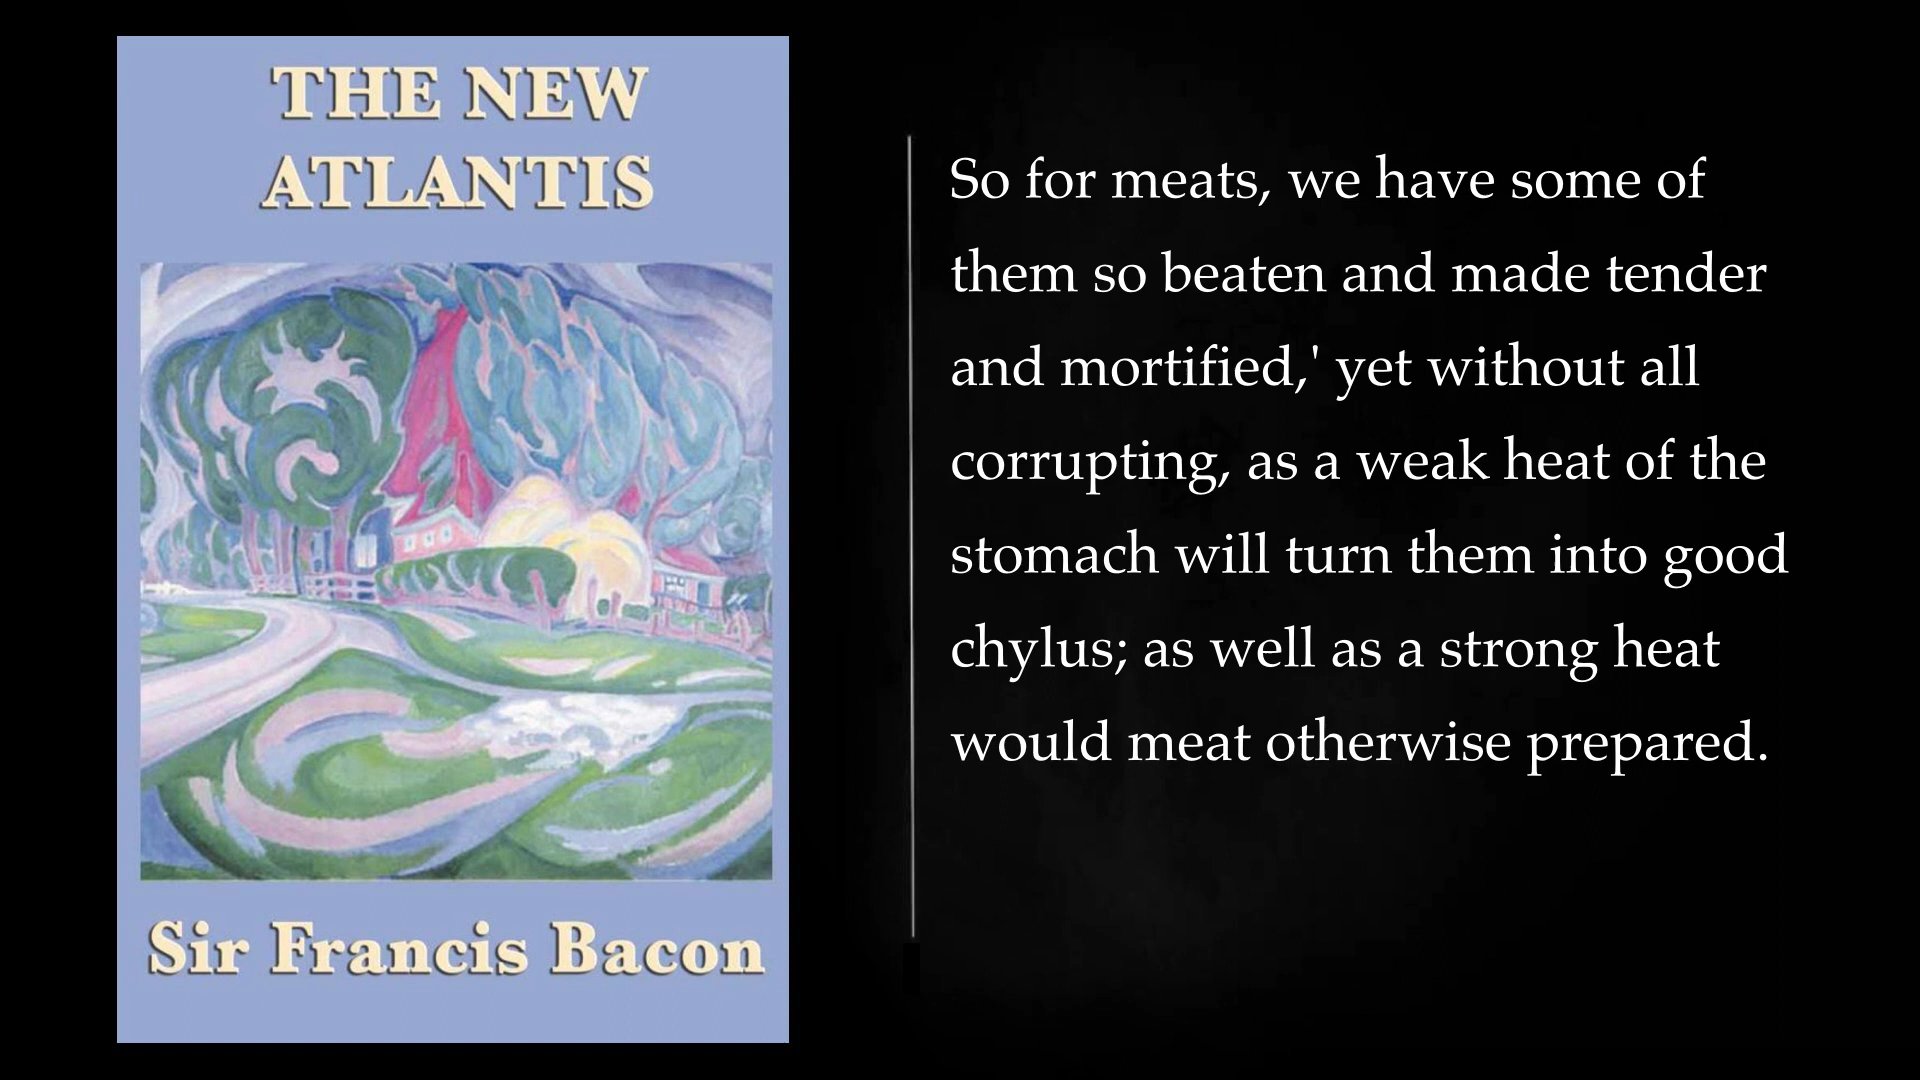 THE NEW
ATLANTIS
Sir Francis Bacon
So for meats, we have some of
them so beaten and made tender
and mortified,' yet without all
corrupting, as a weak heat of the
stomach will turn them into good
chylus; as well as a strong heat
would meat otherwise prepared.